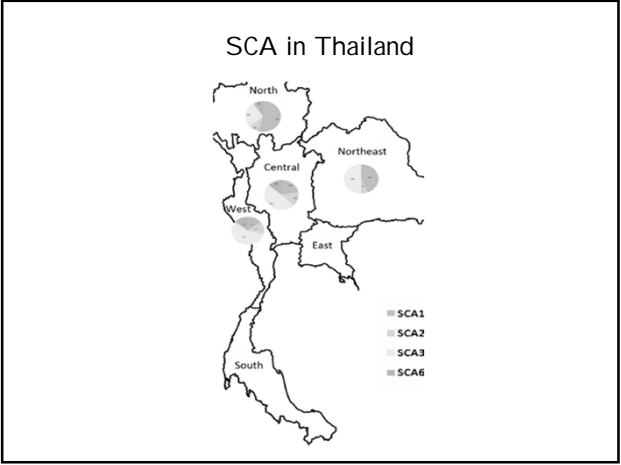 SCA in Thailand
North
Northeast
Central
West
East
South
SCA1
SCA2
SCA3
SCA6